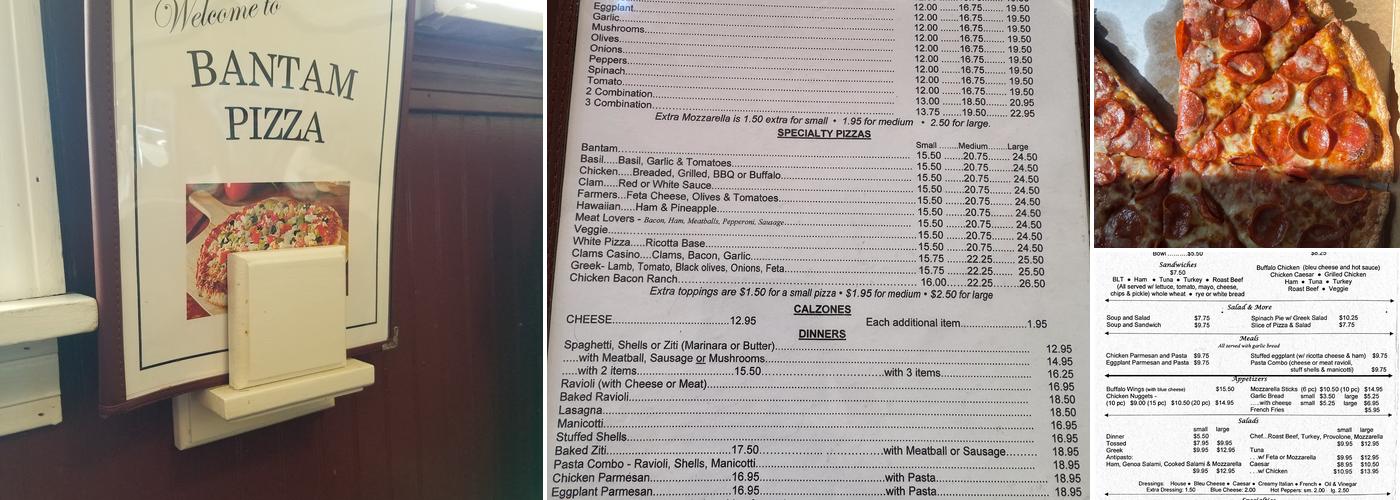 Welcome to
BANTAM
PIZZA
Eggplant 12.00 16.75 19.50
Garlic 12.00 16.75 19.50
Mushrooms 12.00 16.75 19.50
Olives 12.00 16.75 19.50
Onions 12.00 16.75 19.50
Peppers 12.00 16.75 19.50
Spinach 12.00 16.75 19.50
Tomato 12.00 16.75 19.50
2 Combination 13.00 18.50 20.95
3 Combination 13.75 19.50 22.95
Extra Mozzarella is 1.50 extra for small • 1.95 for medium • 2.50 for large.
SPECIALTY PIZZAS
Small Medium Large
Bantam 15.50 20.75 24.50
Basil.....Basil, Garlic & Tomatoes 15.50 20.75 24.50
Chicken.....Breaded, Grilled, BBQ or Buffalo 15.50 20.75 24.50
Clam.....Red or White Sauce 15.50 20.75 24.50
Farmers...Feta Cheese, Olives & Tomatoes 15.50 20.75 24.50
Hawaiian.....Ham & Pineapple 15.50 20.75 24.50
Meat Lovers - Bacon, Ham, Meatballs, Pepperoni, Sausage 15.50 20.75 24.50
Veggie 15.50 20.75 24.50
White Pizza.....Ricotta Base 15.50 20.75 24.50
Clams Casino....Clams, Bacon, Garlic 15.75 22.25 25.50
Greek- Lamb, Tomato, Black olives, Onions, Feta 15.75 22.25 25.50
Chicken Bacon Ranch 16.00 22.25 26.50
Extra toppings are $1.50 for a small pizza • $1.95 for medium • $2.50 for large
CALZONES
CHEESE 12.95 Each additional item 1.95
DINNERS
Spaghetti, Shells or Ziti (Marinara or Butter) 12.95
.....with Meatball, Sausage or Mushrooms 14.95
.....with 2 items 15.50 with 3 items 16.25
Ravioli (with Cheese or Meat) 16.95
Baked Ravioli 18.50
Lasagna 18.50
Manicotti 16.95
Stuffed Shells 16.95
Baked Ziti 17.50 with Meatball or Sausage 18.95
Pasta Combo - Ravioli, Shells, Manicotti 18.95
Chicken Parmesan 16.95 with Pasta 18.95
Eggplant Parmesan 16.95 with Pasta 18.95
Bowl ..........$5.50 $8.25
Sandwiches
$7.50
BLT • Ham • Tuna • Turkey • Roast Beef
(All served w/ lettuce, tomato, mayo, cheese,
chips & pickle) whole wheat • rye or white bread
Buffalo Chicken (bleu cheese and hot sauce)
Chicken Caesar • Grilled Chicken
Ham • Tuna • Turkey
Roast Beef • Veggie
Salad & More
Soup and Salad $7.75
Soup and Sandwich $9.75
Spinach Pie w/ Greek Salad $10.25
Slice of Pizza & Salad $7.75
Meals
All served with garlic bread
Chicken Parmesan and Pasta $9.75
Eggplant Parmesan and Pasta $9.75
Stuffed eggplant (w/ ricotta cheese & ham) $9.75
Pasta Combo (cheese or meat ravioli,
stuff shells & manicotti) $9.75
Appetizers
Buffalo Wings (with blue cheese) $15.50
Chicken Nuggets -
(10 pc) $9.00 (15 pc) $10.50 (20 pc) $14.95
Mozzarella Sticks (6 pc) $10.50 (10 pc) $14.95
Garlic Bread small $3.50 large $5.25
....with cheese small $5.25 large $6.95
French Fries $5.95
Salads
small large
Dinner $5.50
Tossed $7.95 $9.95
Greek $9.95 $12.95
Antipasto:
Ham, Genoa Salami, Cooked Salami & Mozzarella
$9.95 $12.95
small large
Chef...Roast Beef, Turkey, Provolone, Mozzarella
$9.95 $12.95
Tuna
....w/ Feta or Mozzarella $9.95 $12.95
Caesar $8.95 $10.50
....w/ Chicken $10.95 $13.95
Dressings: House • Bleu Cheese • Caesar • Creamy Italian • French • Oil & Vinegar
Extra Dressing: 1.50 Blue Cheese: 2.00 Hot Peppers: sm. 2.00 lg. 2.50